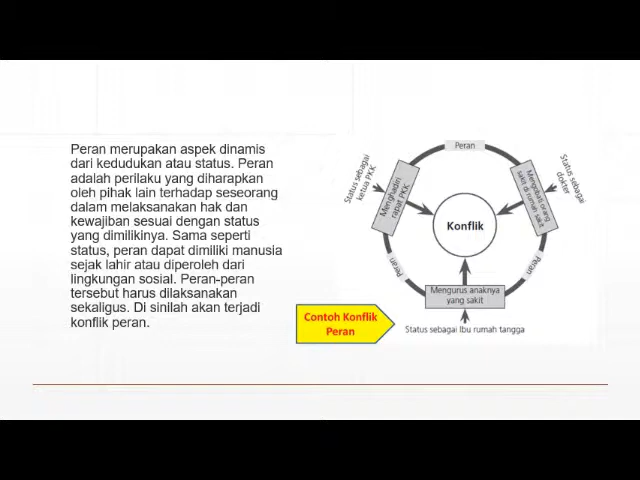 Peran merupakan aspek dinamis
dari kedudukan atau status. Peran
adalah perilaku yang diharapkan
oleh pihak lain terhadap seseorang
dalam melaksanakan hak dan
kewajiban sesuai dengan status
yang dimilikinya. Sama seperti
status, peran dapat dimiliki manusia
sejak lahir atau diperoleh dari
lingkungan sosial. Peran-peran
tersebut harus dilaksanakan
sekaligus. Di sinilah akan terjadi
konflik peran.
Peran
Status sebagai
ketua PKK
Menghadiri
rapat PKK
Status sebagai
dokter
Mengobati orang
sakit di rumah sakit
Konflik
Peran
Peran
Mengurus anaknya
yang sakit
Status sebagai Ibu rumah tangga
Contoh Konflik
Peran